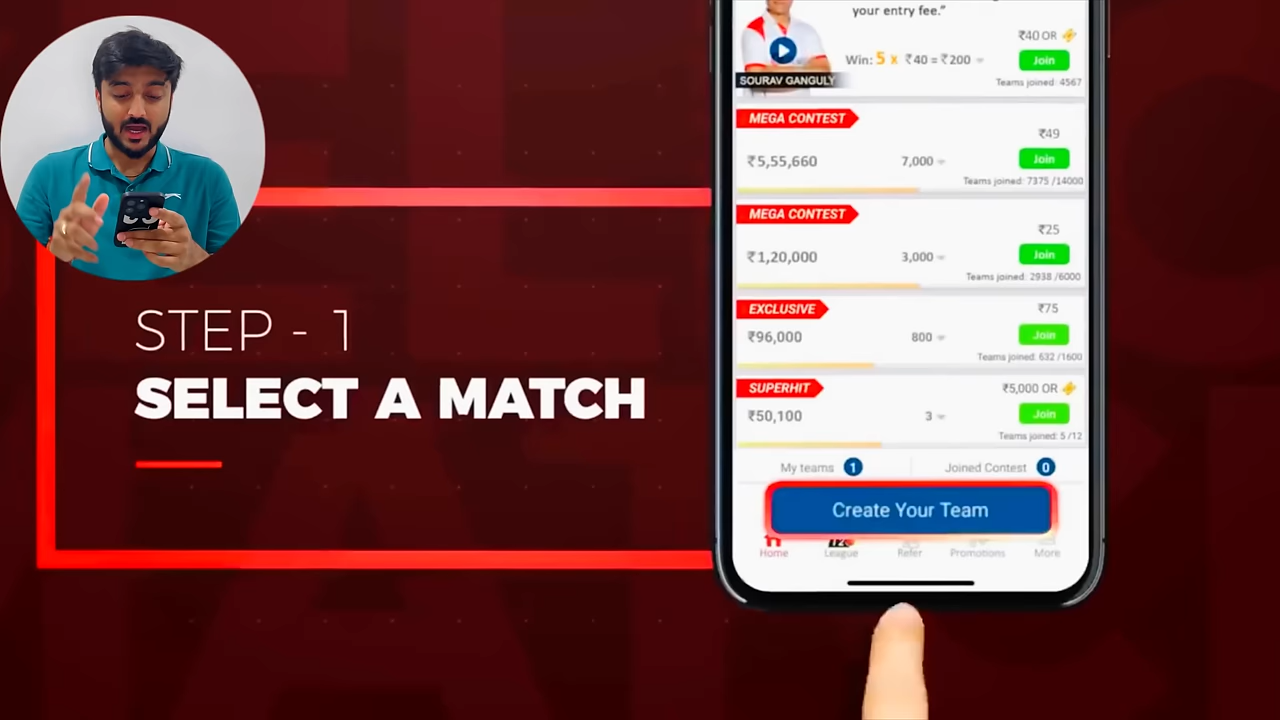 STEP - 1
SELECT A MATCH
your entry fee.”
₹40 OR
Win: 5 x ₹40 = ₹200
Join
SOURAV GANGULY
Teams joined: 4567
MEGA CONTEST
₹49
₹5,55,660
7,000
Join
Teams joined: 7375 /14000
MEGA CONTEST
₹25
₹1,20,000
3,000
Join
Teams joined: 2938 /6000
EXCLUSIVE
₹75
₹96,000
800
Join
Teams joined: 632 /1600
SUPERHIT
₹5,000 OR
₹50,100
3
Join
Teams joined: 5 /12
My teams 1
Joined Contest 0
Create Your Team
Home
League
Refer
Promotions
More